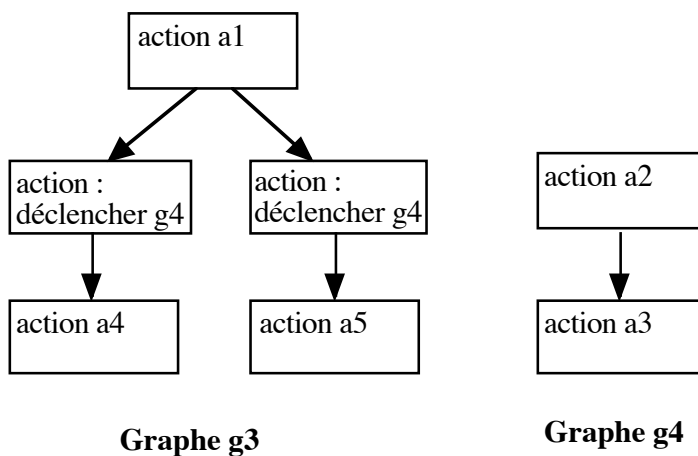 action a1
action :
déclencher g4
action :
déclencher g4
action a2
action a4
action a5
action a3
Graphe g3
Graphe g4